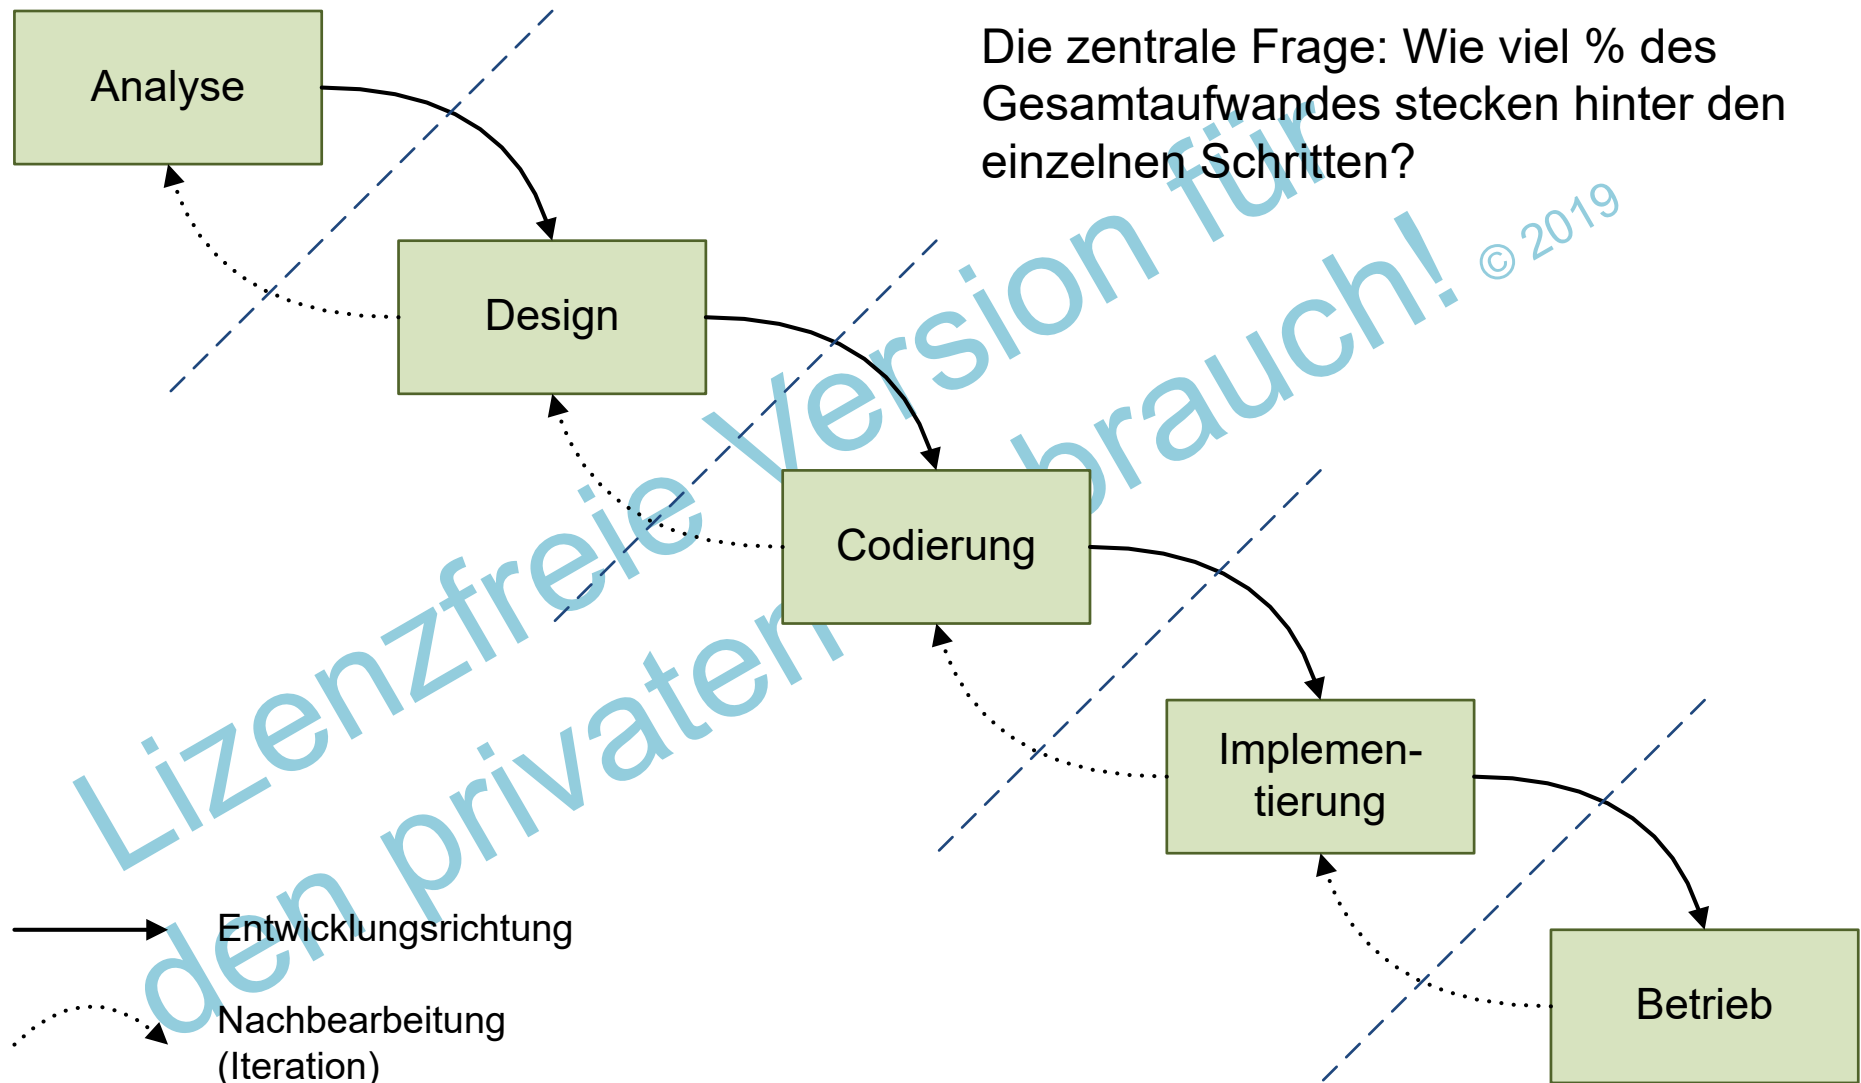 Analyse
Die zentrale Frage: Wie viel % des
Gesamtaufwandes stecken hinter den
einzelnen Schritten?
Design
Codierung
Implemen-
tierung
Betrieb
Entwicklungsrichtung
Nachbearbeitung
(Iteration)
Lizenzfreie Version für
den privaten brauch! © 2019